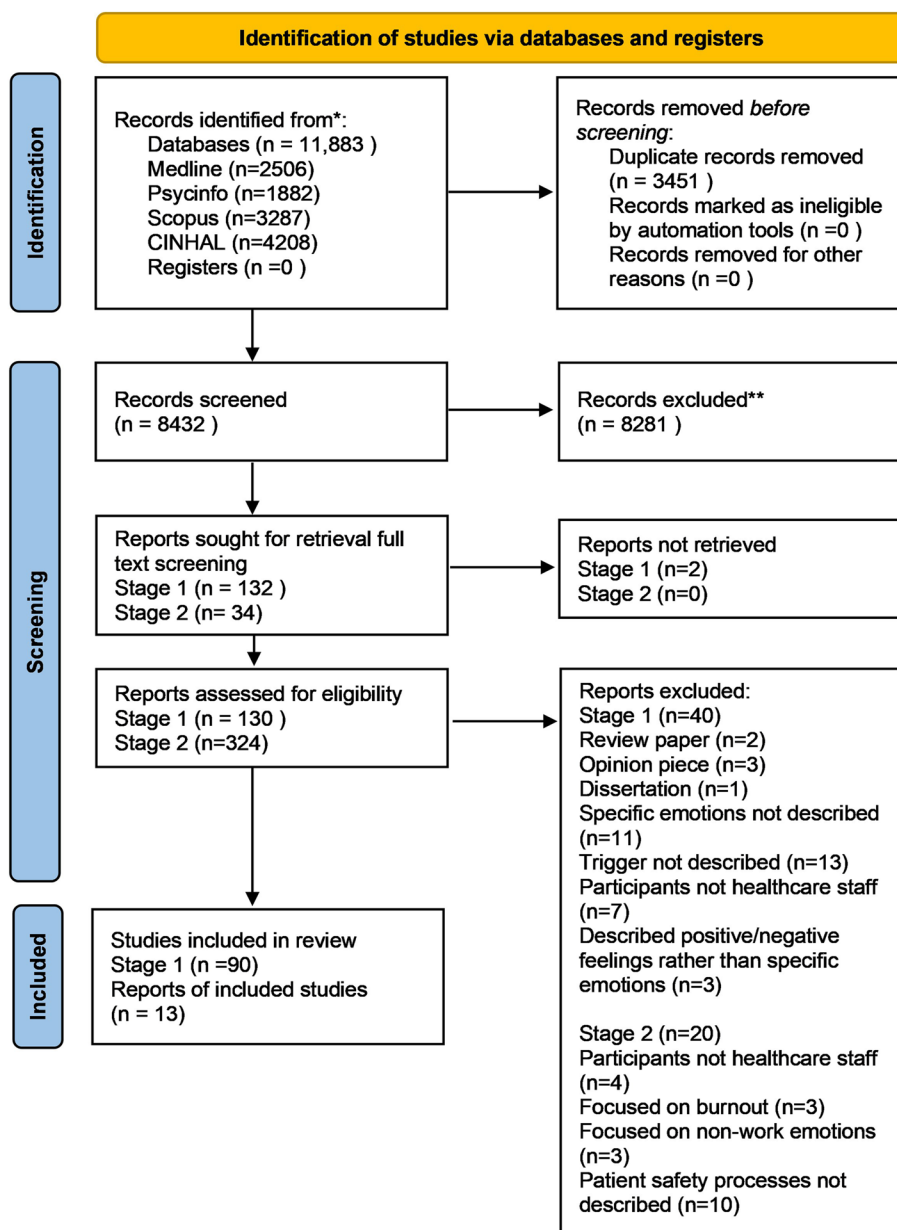 Identification of studies via databases and registers
Identification
Records identified from*:
Databases (n = 11,883 )
Medline (n=2506)
Psycinfo (n=1882)
Scopus (n=3287)
CINHAL (n=4208)
Registers (n =0 )
Records removed before
screening:
Duplicate records removed
(n = 3451 )
Records marked as ineligible
by automation tools (n =0 )
Records removed for other
reasons (n =0 )
Screening
Records screened
(n = 8432 )
Records excluded**
(n = 8281 )
Reports sought for retrieval full
text screening
Stage 1 (n = 132 )
Stage 2 (n= 34)
Reports not retrieved
Stage 1 (n=2)
Stage 2 (n=0)
Reports assessed for eligibility
Stage 1 (n = 130 )
Stage 2 (n=324)
Reports excluded:
Stage 1 (n=40)
Review paper (n=2)
Opinion piece (n=3)
Dissertation (n=1)
Specific emotions not described
(n=11)
Trigger not described (n=13)
Participants not healthcare staff
(n=7)
Described positive/negative
feelings rather than specific
emotions (n=3)
Stage 2 (n=20)
Participants not healthcare staff
(n=4)
Focused on burnout (n=3)
Focused on non-work emotions
(n=3)
Patient safety processes not
described (n=10)
Included
Studies included in review
Stage 1 (n =90)
Reports of included studies
(n = 13)